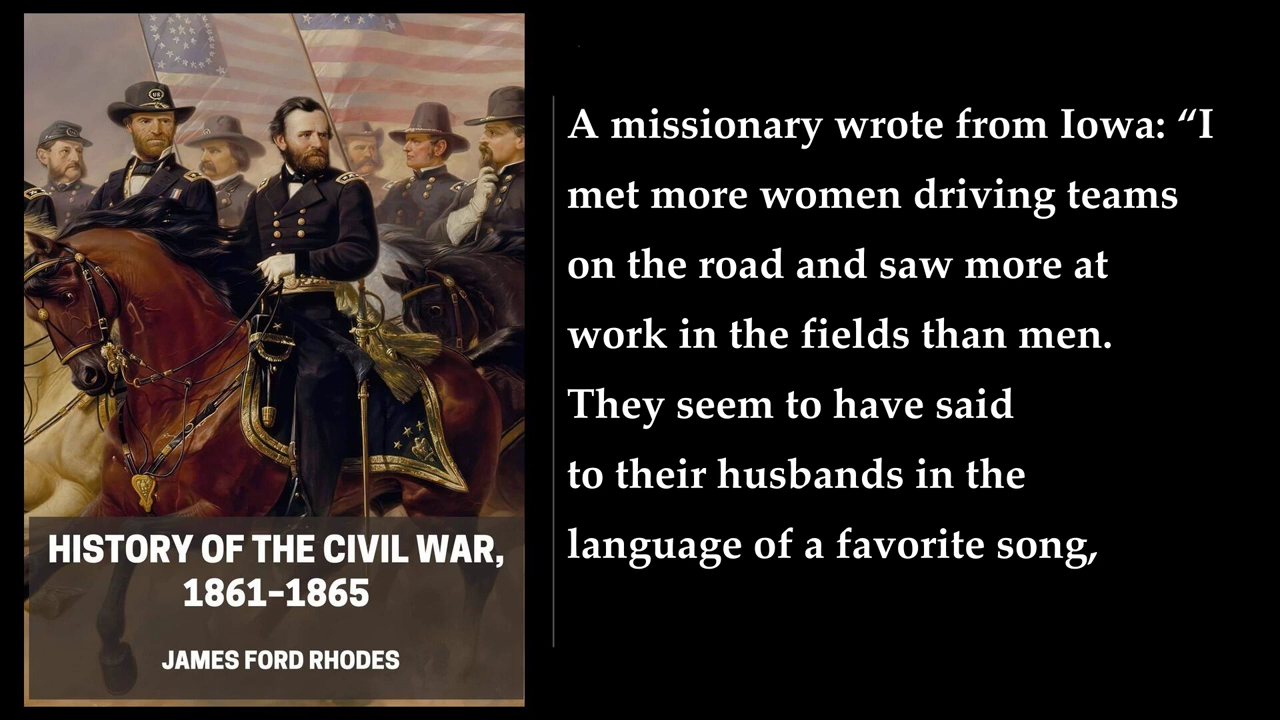 HISTORY OF THE CIVIL WAR,
1861–1865
JAMES FORD RHODES
A missionary wrote from Iowa: “I
met more women driving teams
on the road and saw more at
work in the fields than men.
They seem to have said
to their husbands in the
language of a favorite song,